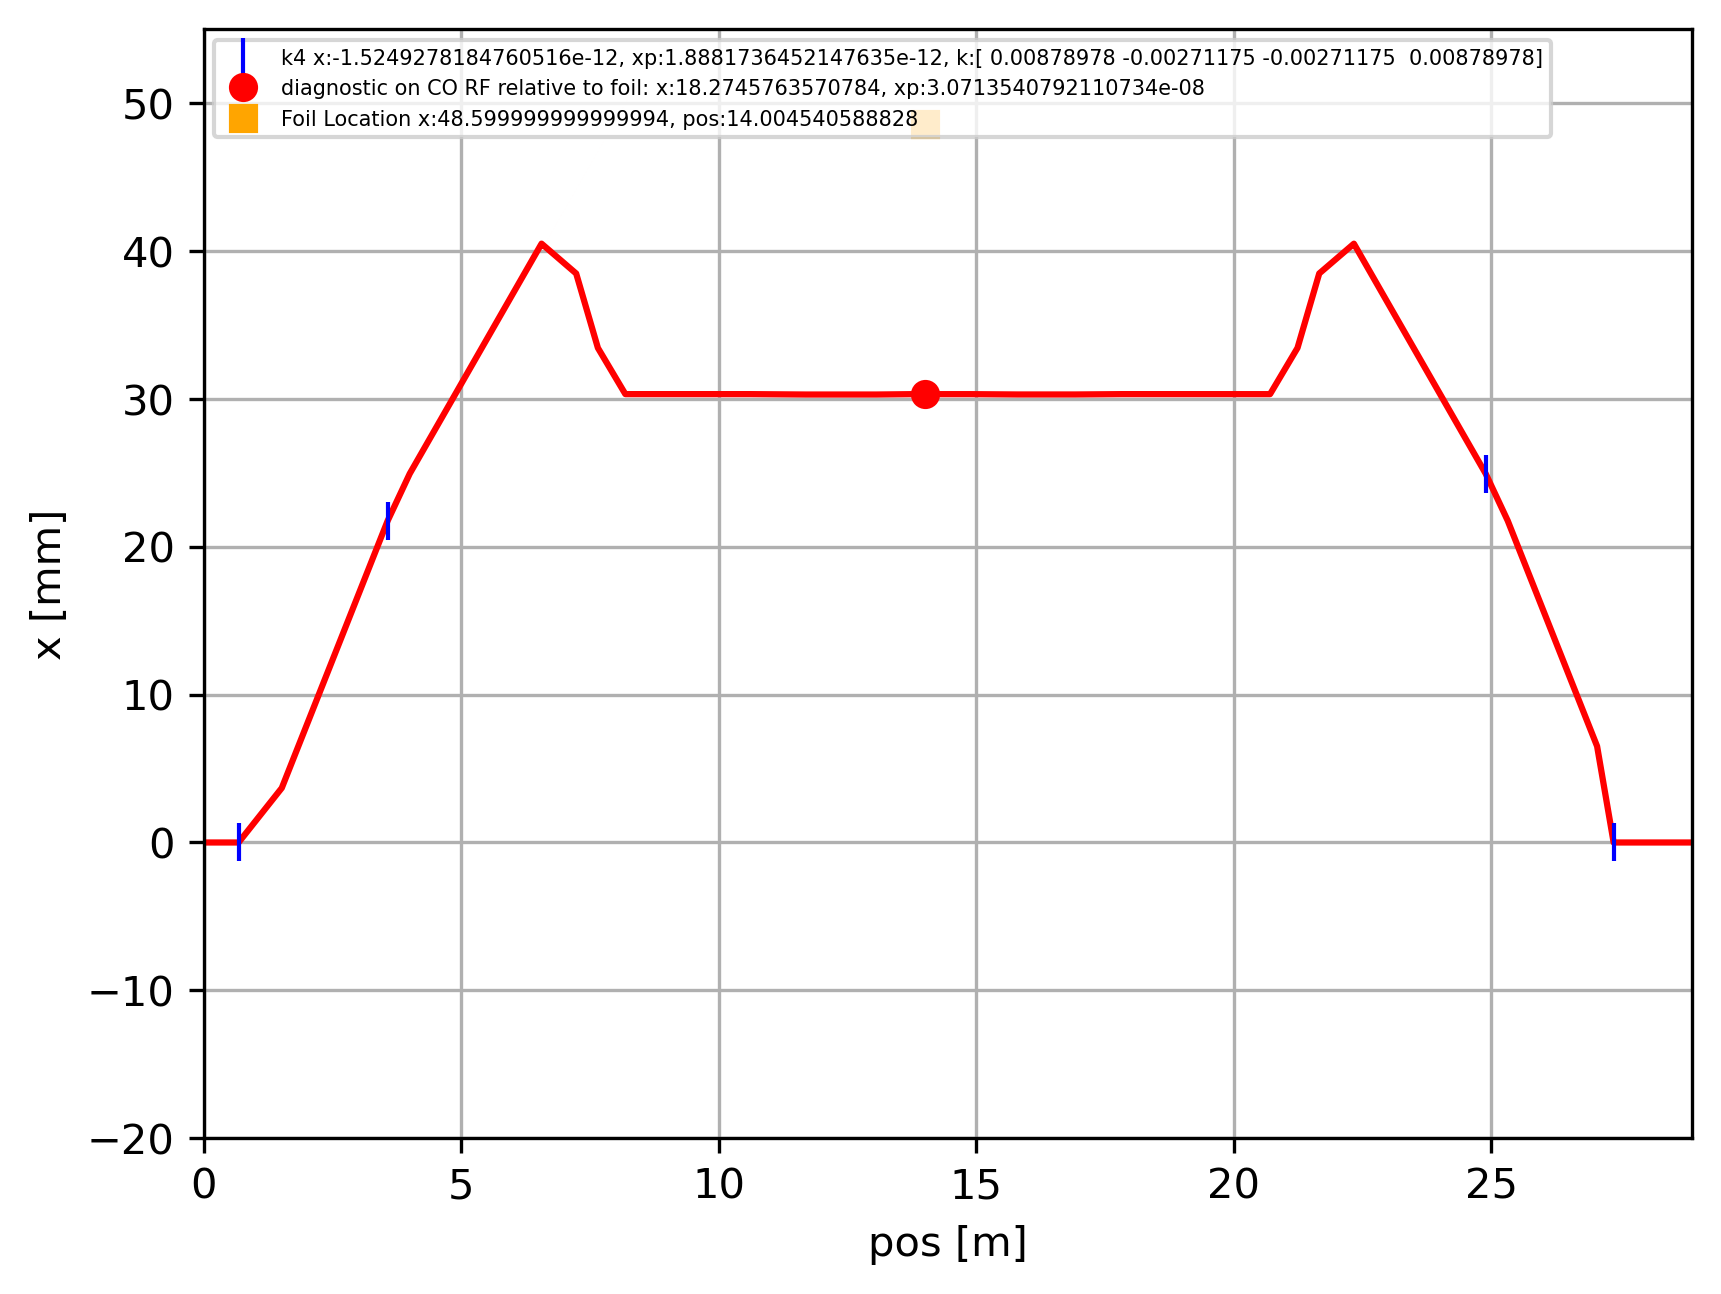 k4 x:-1.5249278184760516e-12, xp:1.8881736452147635e-12, k:[ 0.00878978 -0.00271175 -0.00271175  0.00878978]
diagnostic on CO RF relative to foil: x:18.2745763570784, xp:3.0713540792110734e-08
Foil Location x:48.599999999999994, pos:14.004540588828
50
40
30
20
10
0
−10
−20
x [mm]
0 5 10 15 20 25
pos [m]